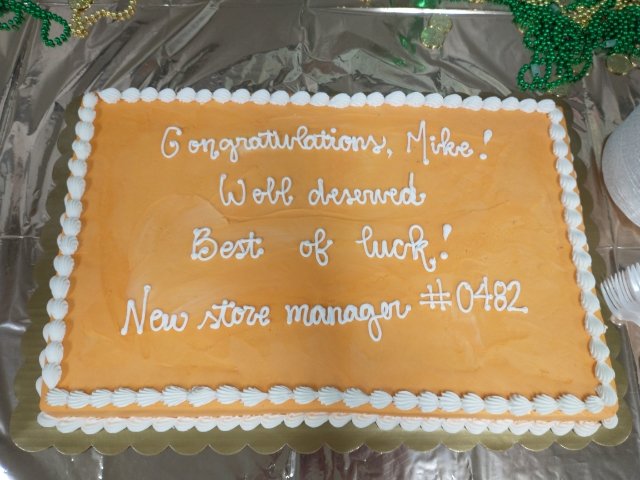 Congratulations, Mike!
Well deserved
Best of luck!
New store manager #0482